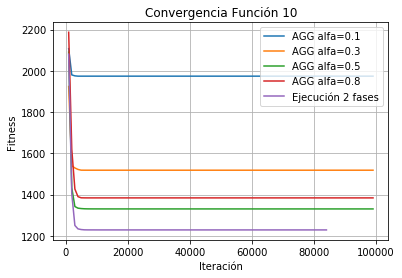 Convergencia Función 10
2200
2000
1800
1600
1400
1200
Fitness
AGG alfa=0.1
AGG alfa=0.3
AGG alfa=0.5
AGG alfa=0.8
Ejecución 2 fases
0 20000 40000 60000 80000 100000
Iteración